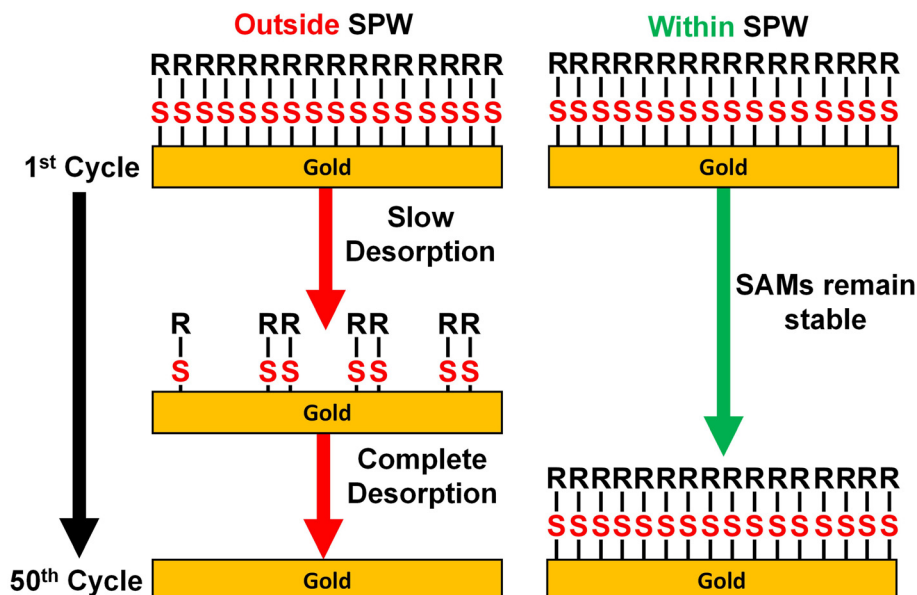 Outside SPW
RRRRRRRRRRRRRRRR
SSSSSSSSSSSSSSSS
Gold
1st Cycle
Slow
Desorption
R RR RR RR
S SS SS SS
Gold
Complete
Desorption
50th Cycle
Gold
Within SPW
RRRRRRRRRRRRRRRR
SSSSSSSSSSSSSSSS
Gold
SAMs remain
stable
RRRRRRRRRRRRRRRR
SSSSSSSSSSSSSSSS
Gold